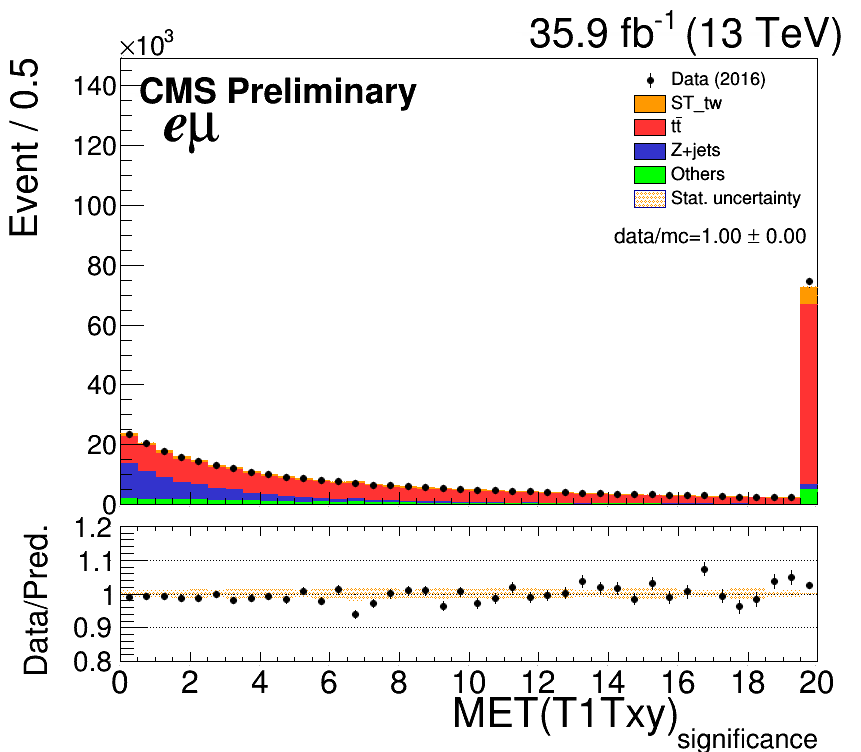 35.9 fb⁻¹ (13 TeV)
×10³
CMS Preliminary
eμ
Data (2016)
ST_tw
tt̄
Z+jets
Others
Stat. uncertainty
data/mc=1.00 ± 0.00
Event / 0.5
140
120
100
80
60
40
20
0
Data/Pred.
1.2
1.1
1
0.9
0.8
0 2 4 6 8 10 12 14 16 18 20
MET(T1Txy)significance